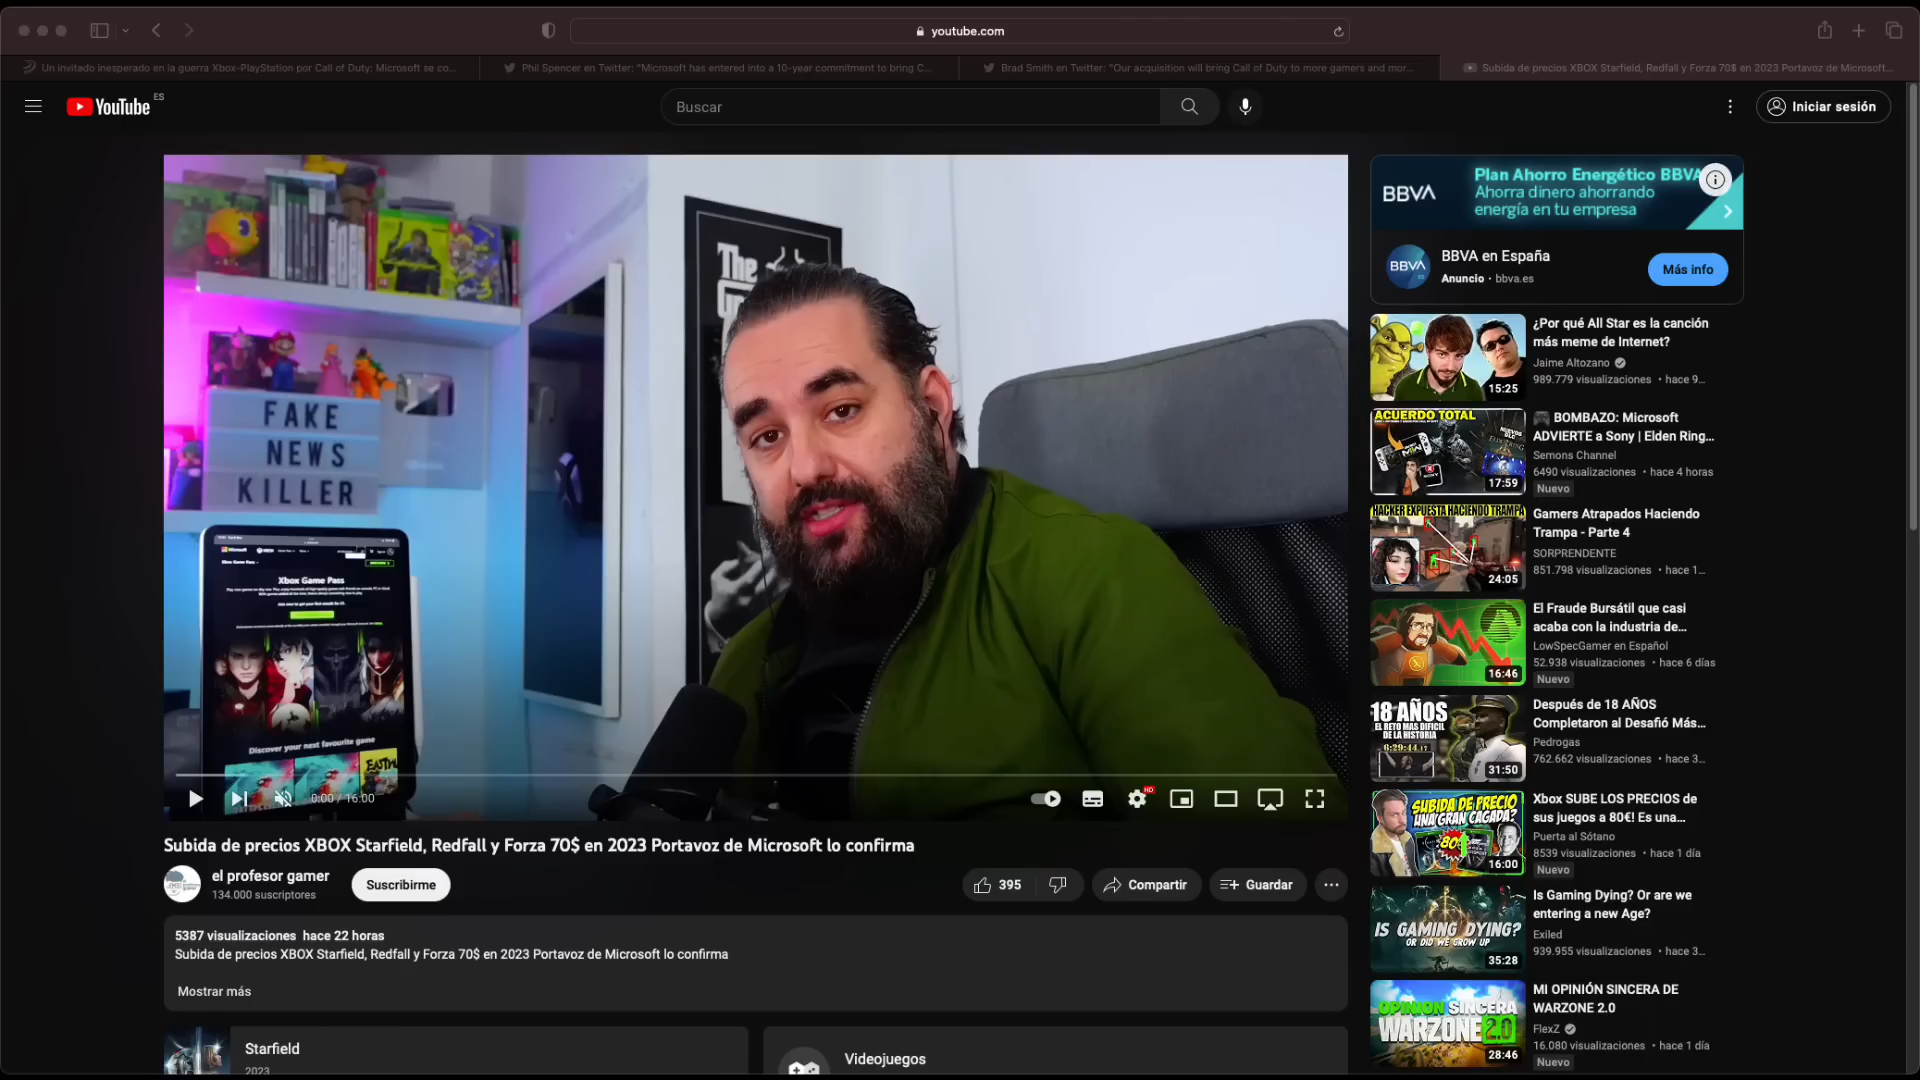 youtube.com
Un invitado inesperado en la guerra Xbox-PlayStation por Call of Duty: Microsoft se co...
Phil Spencer en Twitter: "Microsoft has entered into a 10-year commitment to bring C...
Brad Smith en Twitter: "Our acquisition will bring Call of Duty to more gamers and mor...
Subida de precios XBOX Starfield, Redfall y Forza 70$ en 2023 Portavoz de Microsoft...
YouTube ES
Buscar
Iniciar sesión
The
FAKE
NEWS
KILLER
Microsoft
Xbox Game Pass
Xbox Game Pass
Discover your next favourite game
0:00 / 16:00
HD
Subida de precios XBOX Starfield, Redfall y Forza 70$ en 2023 Portavoz de Microsoft lo confirma
el profesor gamer
134.000 suscriptores
Suscribirme
395
Compartir
Guardar
5387 visualizaciones hace 22 horas
Subida de precios XBOX Starfield, Redfall y Forza 70$ en 2023 Portavoz de Microsoft lo confirma
Mostrar más
Starfield
2023
Videojuegos
BBVA
Plan Ahorro Energético BBVA
Ahorra dinero ahorrando
energía en tu empresa
BBVA
BBVA en España
Anuncio • bbva.es
Más info
15:25
¿Por qué All Star es la canción
más meme de Internet?
Jaime Altozano
989.779 visualizaciones • hace 9...
ACUERDO TOTAL
17:59
🎮 BOMBAZO: Microsoft
ADVIERTE a Sony | Elden Ring...
Semons Channel
6490 visualizaciones • hace 4 horas
Nuevo
HACKER EXPUESTA HACIENDO TRAMPA
24:05
Gamers Atrapados Haciendo
Trampa - Parte 4
SORPRENDENTE
851.798 visualizaciones • hace 1...
16:46
El Fraude Bursátil que casi
acaba con la industria de...
LowSpecGamer en Español
52.938 visualizaciones • hace 6 días
Nuevo
18 AÑOS
EL RETO MAS DIFICIL
DE LA HISTORIA
6:29:44.17
31:50
Después de 18 AÑOS
Completaron al Desafió Más...
Pedrogas
762.662 visualizaciones • hace 3...
SUBIDA DE PRECIO
UNA GRAN CAGADA?
80
16:00
Xbox SUBE LOS PRECIOS de
sus juegos a 80€! Es una...
Puerta al Sótano
8539 visualizaciones • hace 1 día
Nuevo
IS GAMING DYING?
OR DID WE GROW UP
35:28
Is Gaming Dying? Or are we
entering a new Age?
Exiled
939.955 visualizaciones • hace 3...
OPINION SINCERA
WARZONE 2.0
28:46
MI OPINIÓN SINCERA DE
WARZONE 2.0
FlexZ
16.080 visualizaciones • hace 1 día
Nuevo